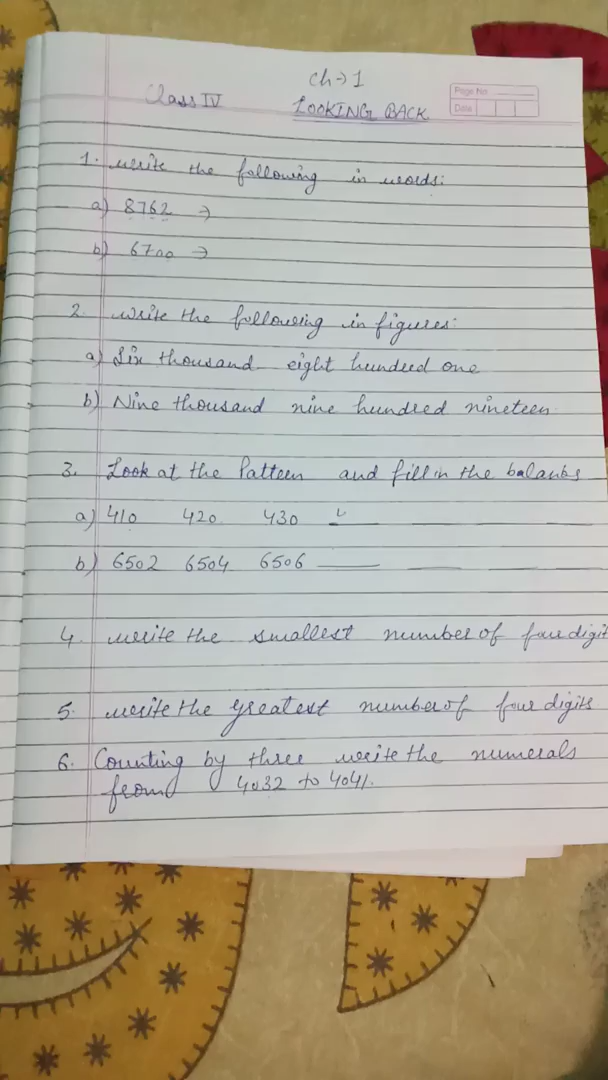 Ch→1
Class IV LOOKING BACK
Page No.
Date
1. Write the following in words:
a) 8762 →
b) 6700 →
2. Write the following in figures:
a) Six thousand eight hundred one
b) Nine thousand nine hundred nineteen
3. Look at the Pattern and fill in the balanks
a) 410 420 430
b) 6502 6504 6506
4. write the smallest number of four digit
5. write the greatest number of four digits
6. Counting by three write the numerals
from 4032 to 4041.